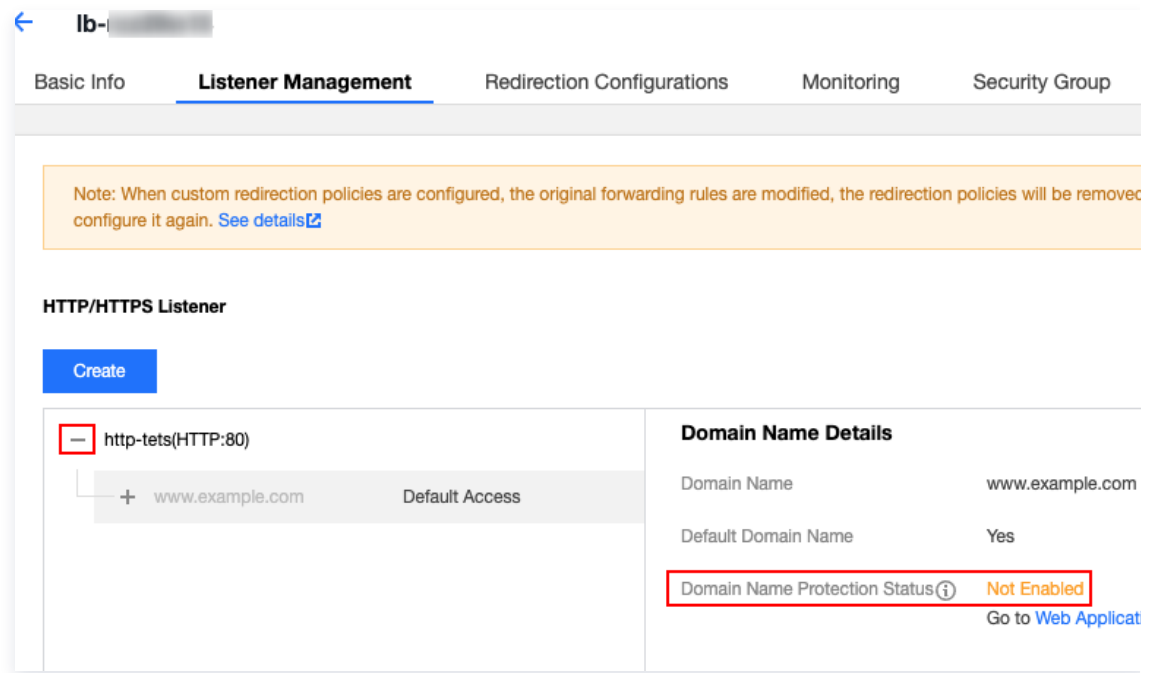 lb-
Basic Info Listener Management Redirection Configurations Monitoring Security Group
Note: When custom redirection policies are configured, the original forwarding rules are modified, the redirection policies will be removed
configure it again. See details
HTTP/HTTPS Listener
Create
http-tets(HTTP:80)
www.example.com Default Access
Domain Name Details
Domain Name www.example.com
Default Domain Name Yes
Domain Name Protection Status Not Enabled
Go to Web Applicati